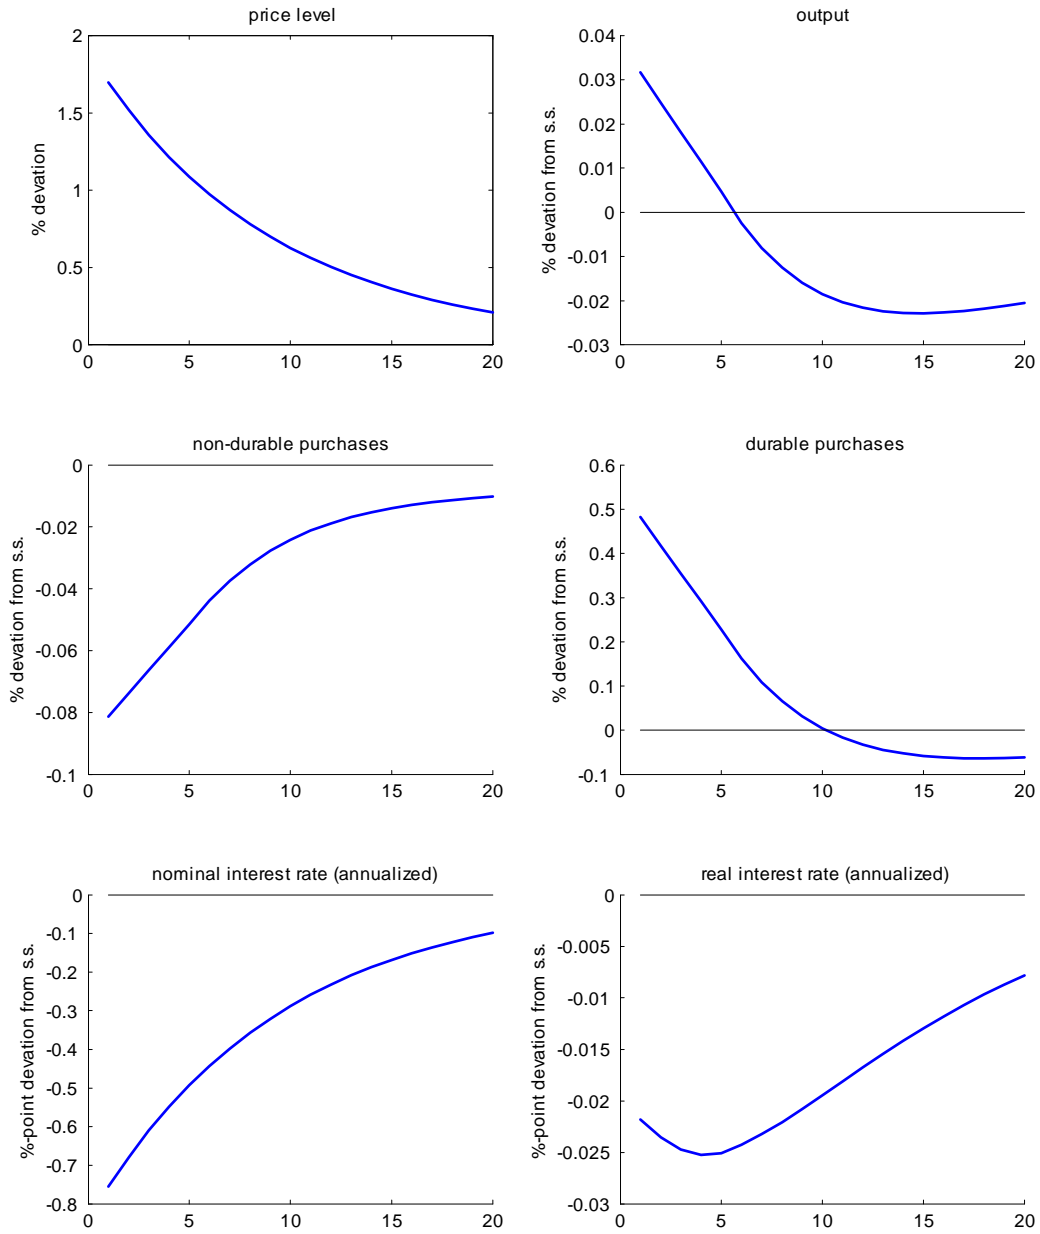 price level
% devation
2
1.5
1
0.5
0
0 5 10 15 20
output
% devation from s.s.
0.04
0.03
0.02
0.01
0
-0.01
-0.02
-0.03
0 5 10 15 20
non-durable purchases
% devation from s.s.
0
-0.02
-0.04
-0.06
-0.08
-0.1
0 5 10 15 20
durable purchases
% devation from s.s.
0.6
0.5
0.4
0.3
0.2
0.1
0
-0.1
0 5 10 15 20
nominal interest rate (annualized)
%-point devation from s.s.
0
-0.1
-0.2
-0.3
-0.4
-0.5
-0.6
-0.7
-0.8
0 5 10 15 20
real interest rate (annualized)
%-point devation from s.s.
0
-0.005
-0.01
-0.015
-0.02
-0.025
-0.03
0 5 10 15 20